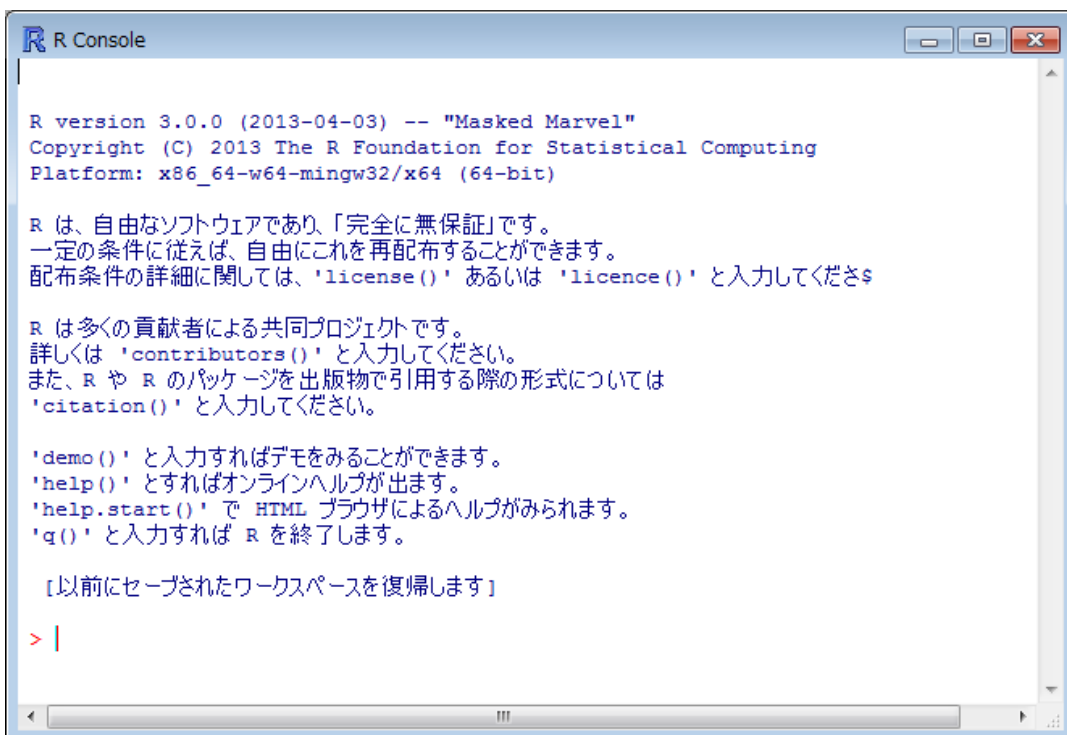 R Console
R version 3.0.0 (2013-04-03) -- "Masked Marvel"
Copyright (C) 2013 The R Foundation for Statistical Computing
Platform: x86_64-w64-mingw32/x64 (64-bit)
R は、自由なソフトウェアであり、「完全に無保証」です。
一定の条件に従えば、自由にこれを再配布することができます。
配布条件の詳細に関しては、'license()' あるいは 'licence()' と入力してくださ$
R は多くの貢献者による共同プロジェクトです。
詳しくは 'contributors()' と入力してください。
また、R や R のパッケージを出版物で引用する際の形式については
'citation()' と入力してください。
'demo()' と入力すればデモをみることができます。
'help()' とすればオンラインヘルプが出ます。
'help.start()' で HTML ブラウザによるヘルプがみられます。
'q()' と入力すれば R を終了します。
[以前にセーブされたワークスペースを復帰します]
>